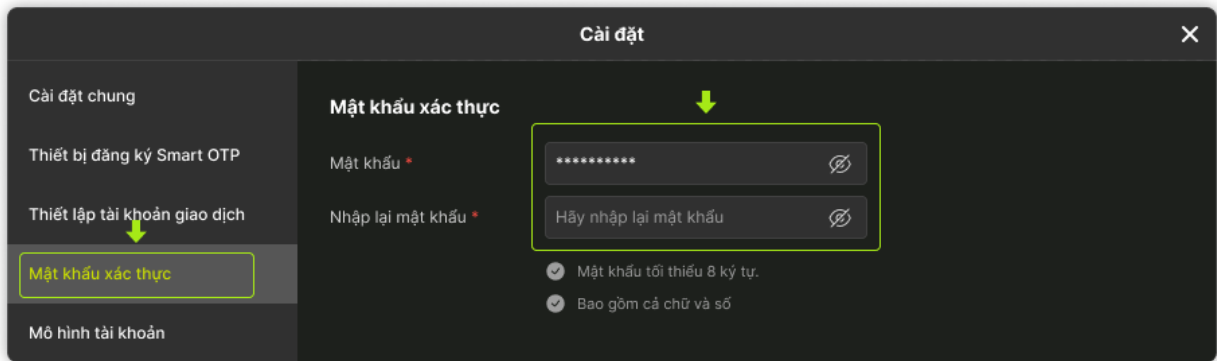 Cài đặt
Cài đặt chung
Thiết bị đăng ký Smart OTP
Thiết lập tài khoản giao dịch
Mật khẩu xác thực
Mô hình tài khoản
Mật khẩu xác thực
Mật khẩu *
**********
Nhập lại mật khẩu *
Hãy nhập lại mật khẩu
Mật khẩu tối thiểu 8 ký tự.
Bao gồm cả chữ và số